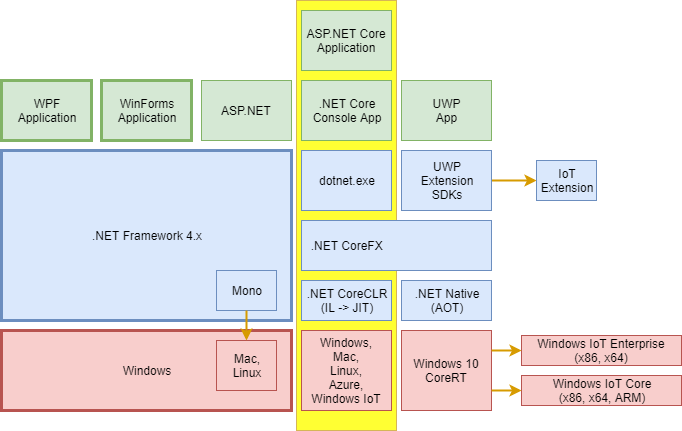 ASP.NET Core
Application
WPF
Application
WinForms
Application
ASP.NET
.NET Core
Console App
UWP
App
.NET Framework 4.x
dotnet.exe
UWP
Extension
SDKs
IoT
Extension
.NET CoreFX
Mono
.NET CoreCLR
(IL -> JIT)
.NET Native
(AOT)
Windows
Mac,
Linux
Windows,
Mac,
Linux,
Azure,
Windows IoT
Windows 10
CoreRT
Windows IoT Enterprise
(x86, x64)
Windows IoT Core
(x86, x64, ARM)